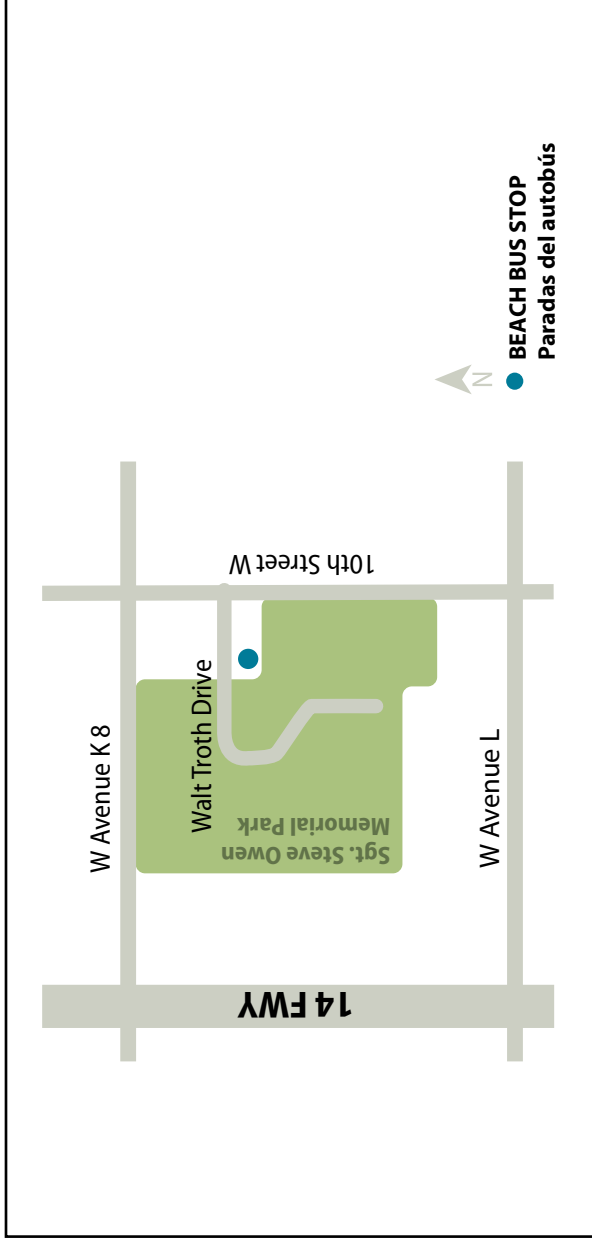 W Avenue K 8
Walt Troth Drive
10th Street W
Sgt. Steve Owen
Memorial Park
14 FWY
W Avenue L
N
BEACH BUS STOP
Paradas del autobús